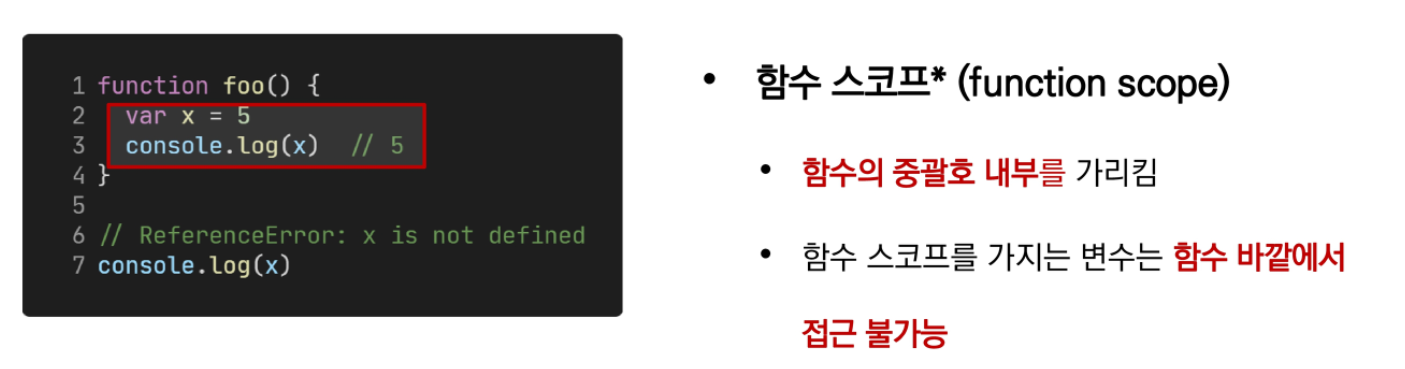 1 function foo() {
2   var x = 5
3   console.log(x)  // 5
4 }
5
6 // ReferenceError: x is not defined
7 console.log(x)
• 함수 스코프* (function scope)
• 함수의 중괄호 내부를 가리킴
• 함수 스코프를 가지는 변수는 함수 바깥에서
접근 불가능